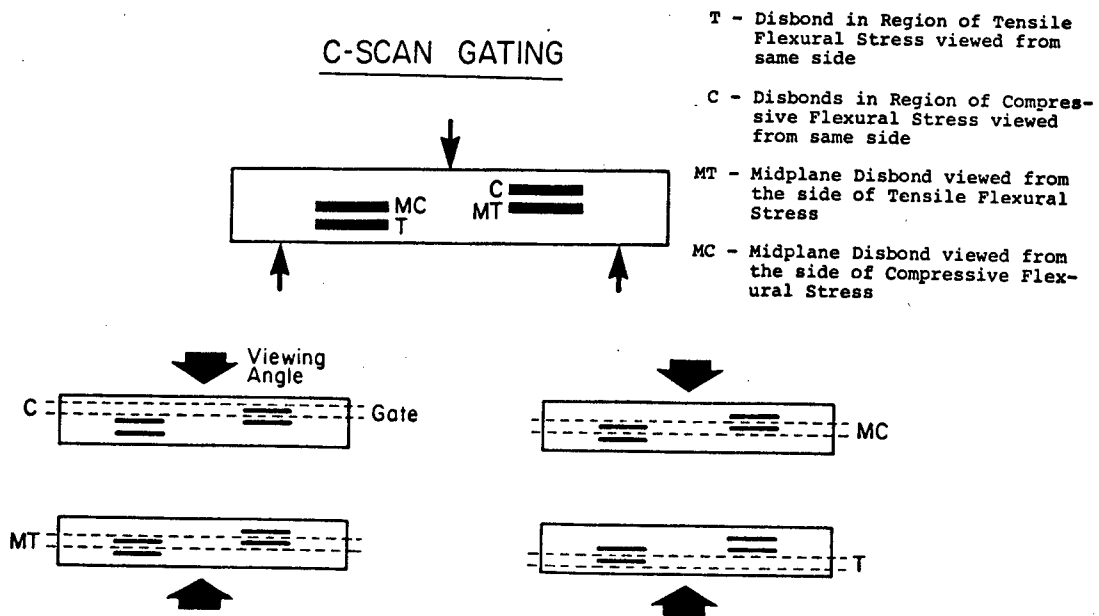 C-SCAN GATING
T - Disbond in Region of Tensile
Flexural Stress viewed from
same side
C - Disbonds in Region of Compres-
sive Flexural Stress viewed
from same side
MT - Midplane Disbond viewed from
the side of Tensile Flexural
Stress
MC - Midplane Disbond viewed from
the side of Compressive Flex-
ural Stress
C
MC
MT
T
Viewing
Angle
C
Gate
MC
MT
T